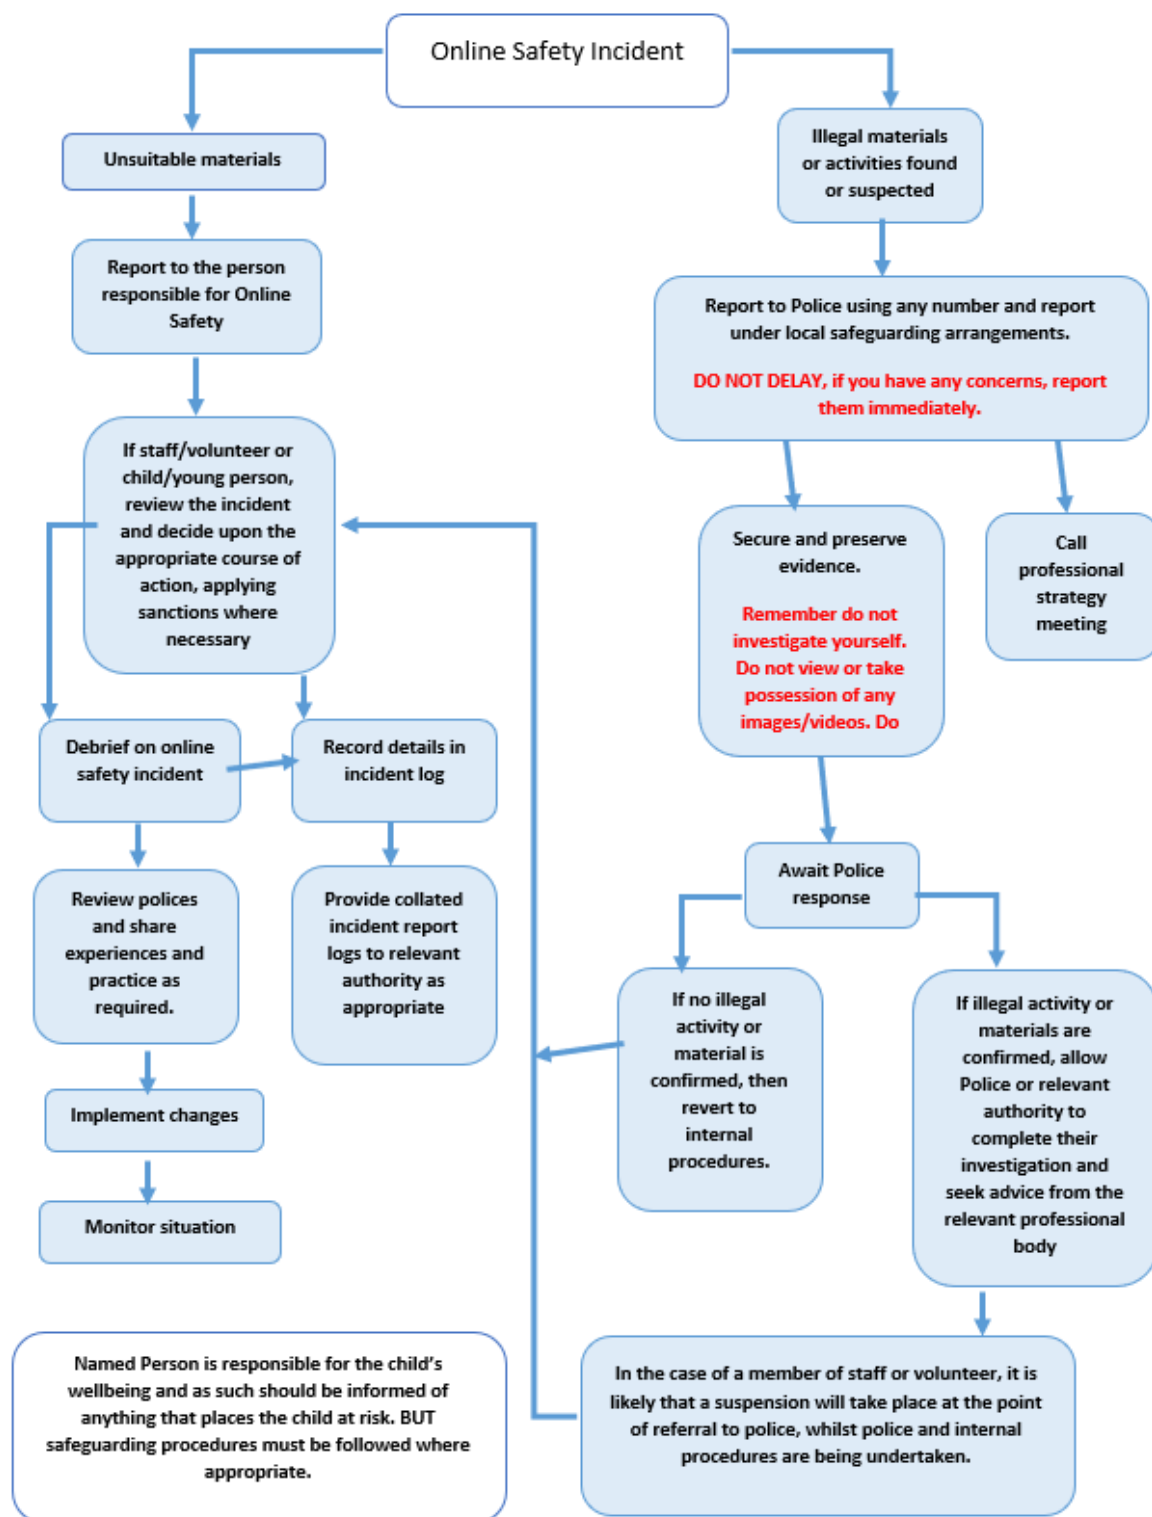 Online Safety Incident
Unsuitable materials
Report to the person
responsible for Online
Safety
If staff/volunteer or
child/young person,
review the incident
and decide upon the
appropriate course of
action, applying
sanctions where
necessary
Debrief on online
safety incident
Record details in
incident log
Review polices
and share
experiences and
practice as
required.
Provide collated
incident report
logs to relevant
authority as
appropriate
Implement changes
Monitor situation
Illegal materials
or activities found
or suspected
Report to Police using any number and report
under local safeguarding arrangements.
DO NOT DELAY, if you have any concerns, report
them immediately.
Secure and preserve
evidence.
Remember do not
investigate yourself.
Do not view or take
possession of any
images/videos. Do
Call
professional
strategy
meeting
Await Police
response
If no illegal
activity or
material is
confirmed, then
revert to
internal
procedures.
If illegal activity or
materials are
confirmed, allow
Police or relevant
authority to
complete their
investigation and
seek advice from the
relevant professional
body
In the case of a member of staff or volunteer, it is
likely that a suspension will take place at the point
of referral to police, whilst police and internal
procedures are being undertaken.
Named Person is responsible for the child's
wellbeing and as such should be informed of
anything that places the child at risk. BUT
safeguarding procedures must be followed where
appropriate.